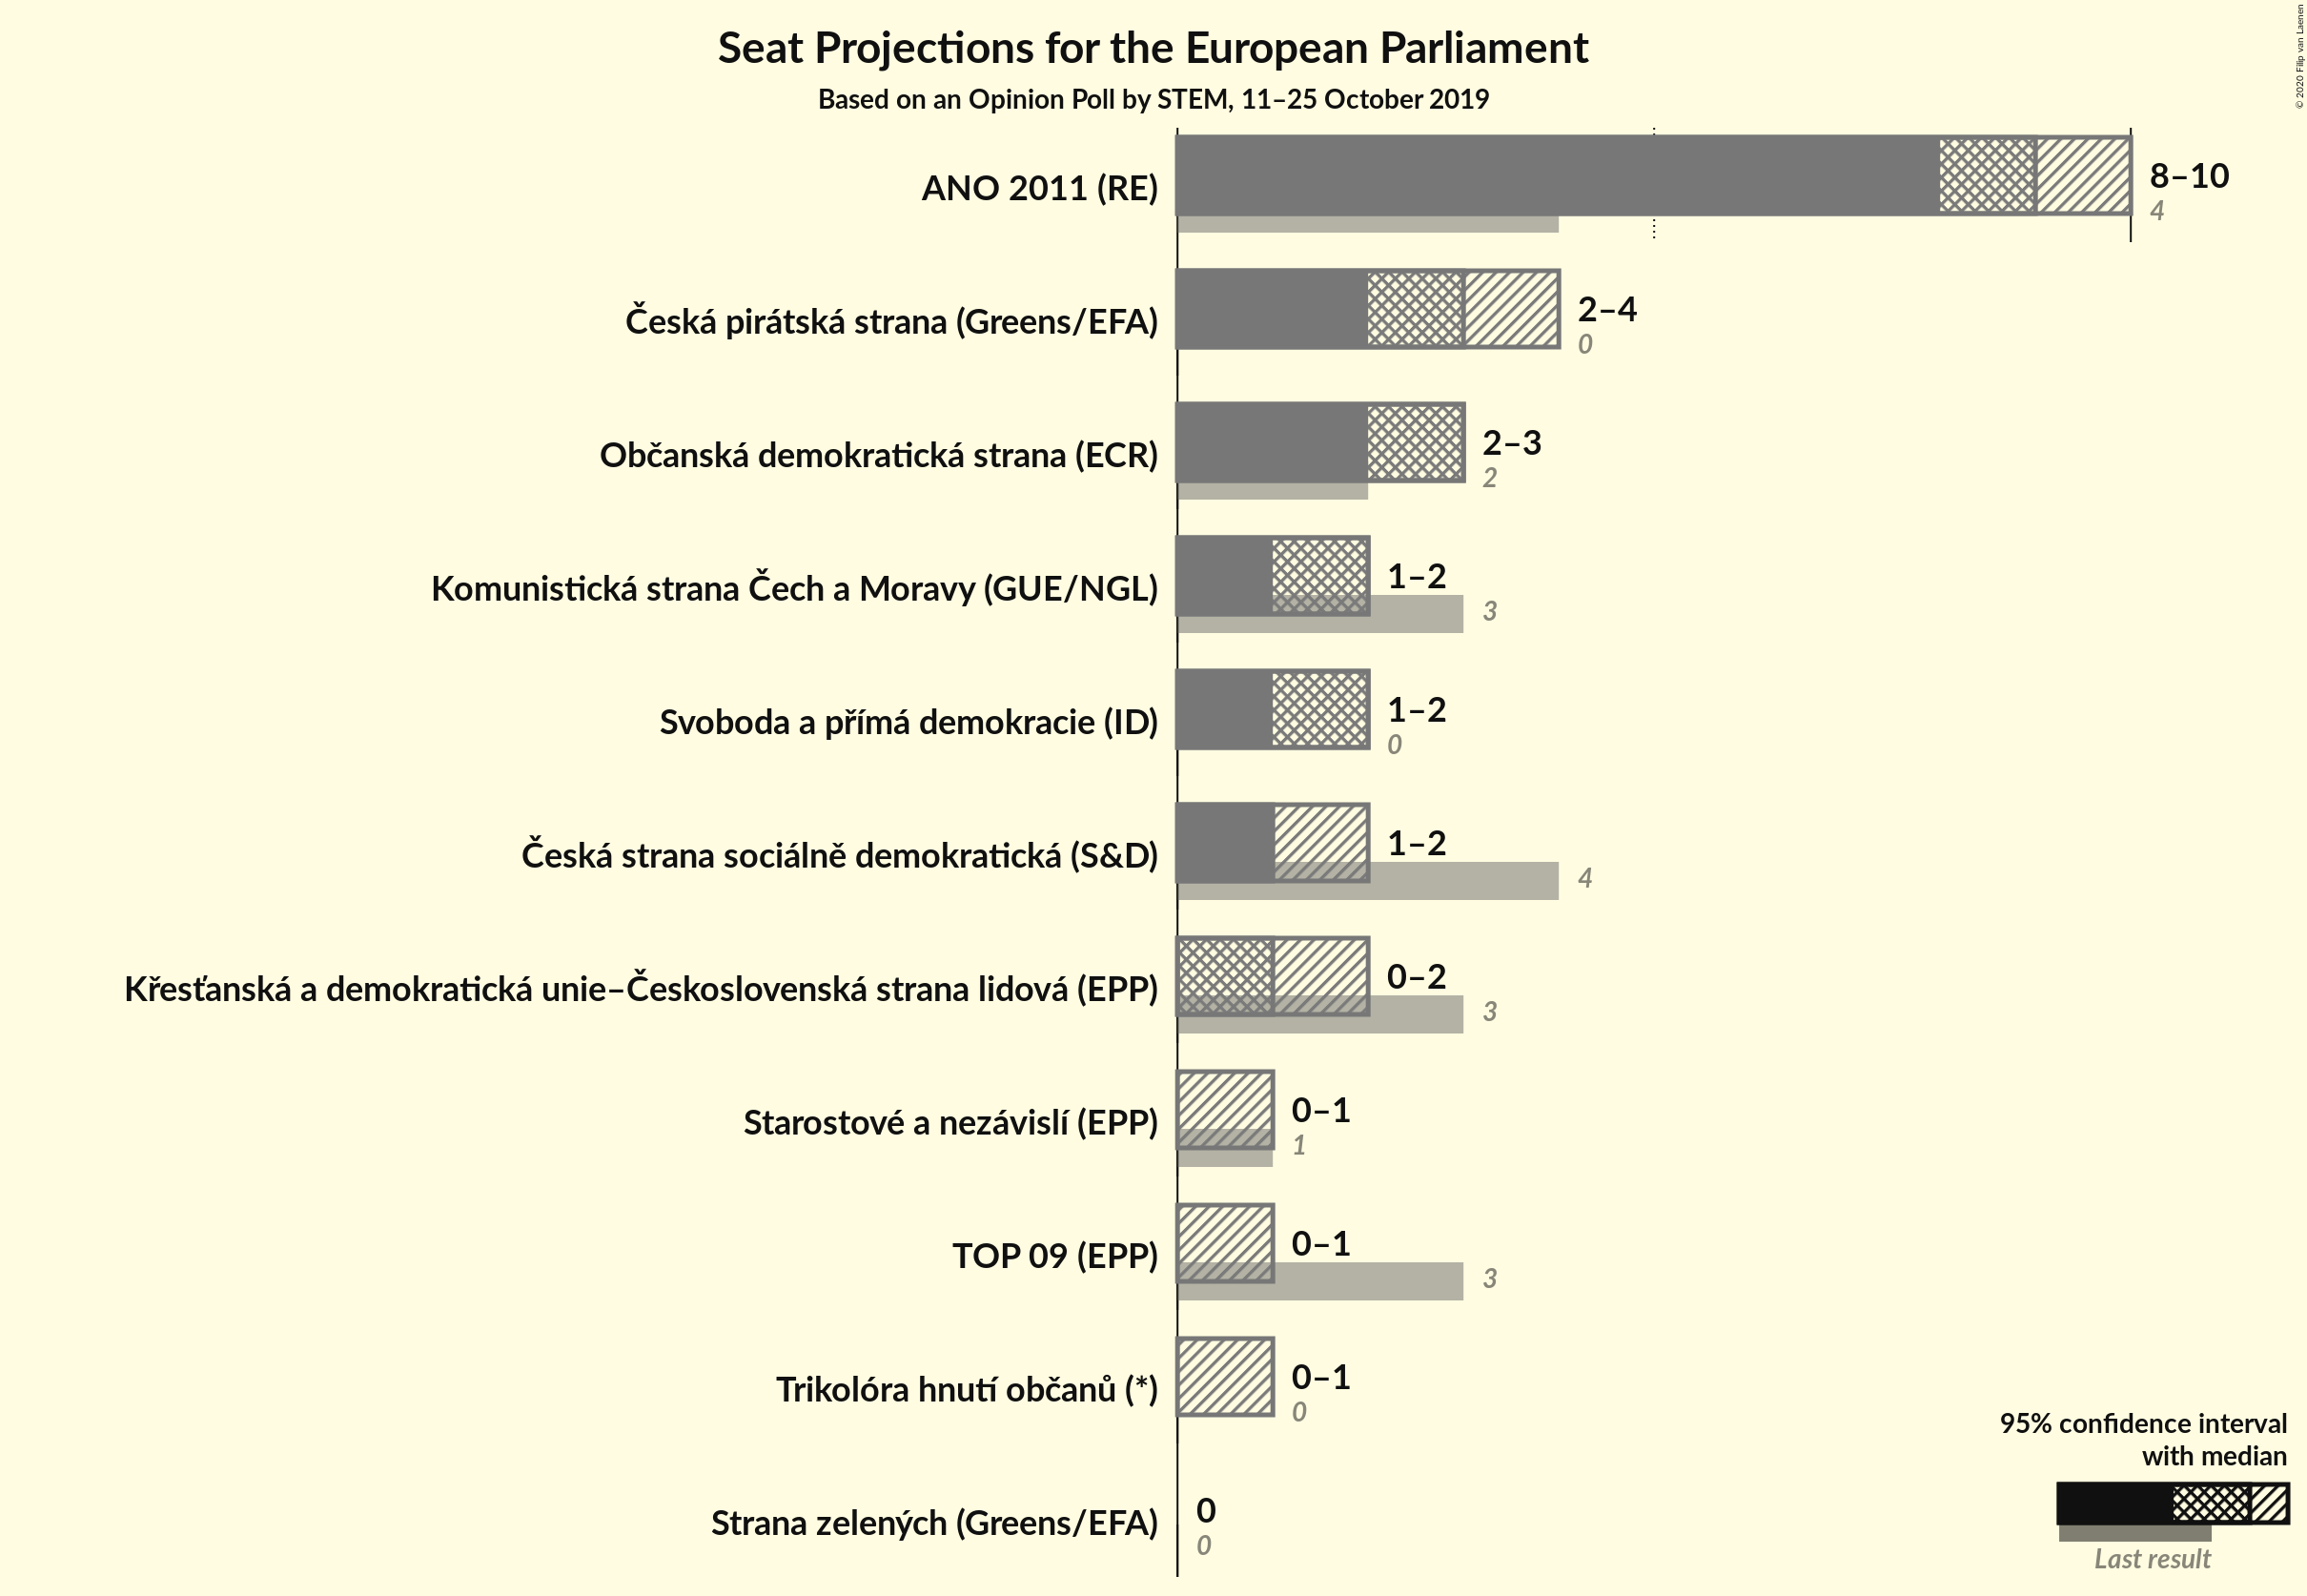 Seat Projections for the European Parliament
Based on an Opinion Poll by STEM, 11–25 October 2019
© 2020 Filip van Laenen
ANO 2011 (RE)
8–10
4
Česká pirátská strana (Greens/EFA)
2–4
0
Občanská demokratická strana (ECR)
2–3
2
Komunistická strana Čech a Moravy (GUE/NGL)
1–2
3
Svoboda a přímá demokracie (ID)
1–2
0
Česká strana sociálně demokratická (S&D)
1–2
4
Křesťanská a demokratická unie–Československá strana lidová (EPP)
0–2
3
Starostové a nezávislí (EPP)
0–1
1
TOP 09 (EPP)
0–1
3
Trikolóra hnutí občanů (*)
0–1
0
Strana zelených (Greens/EFA)
0
0
95% confidence interval
with median
Last result